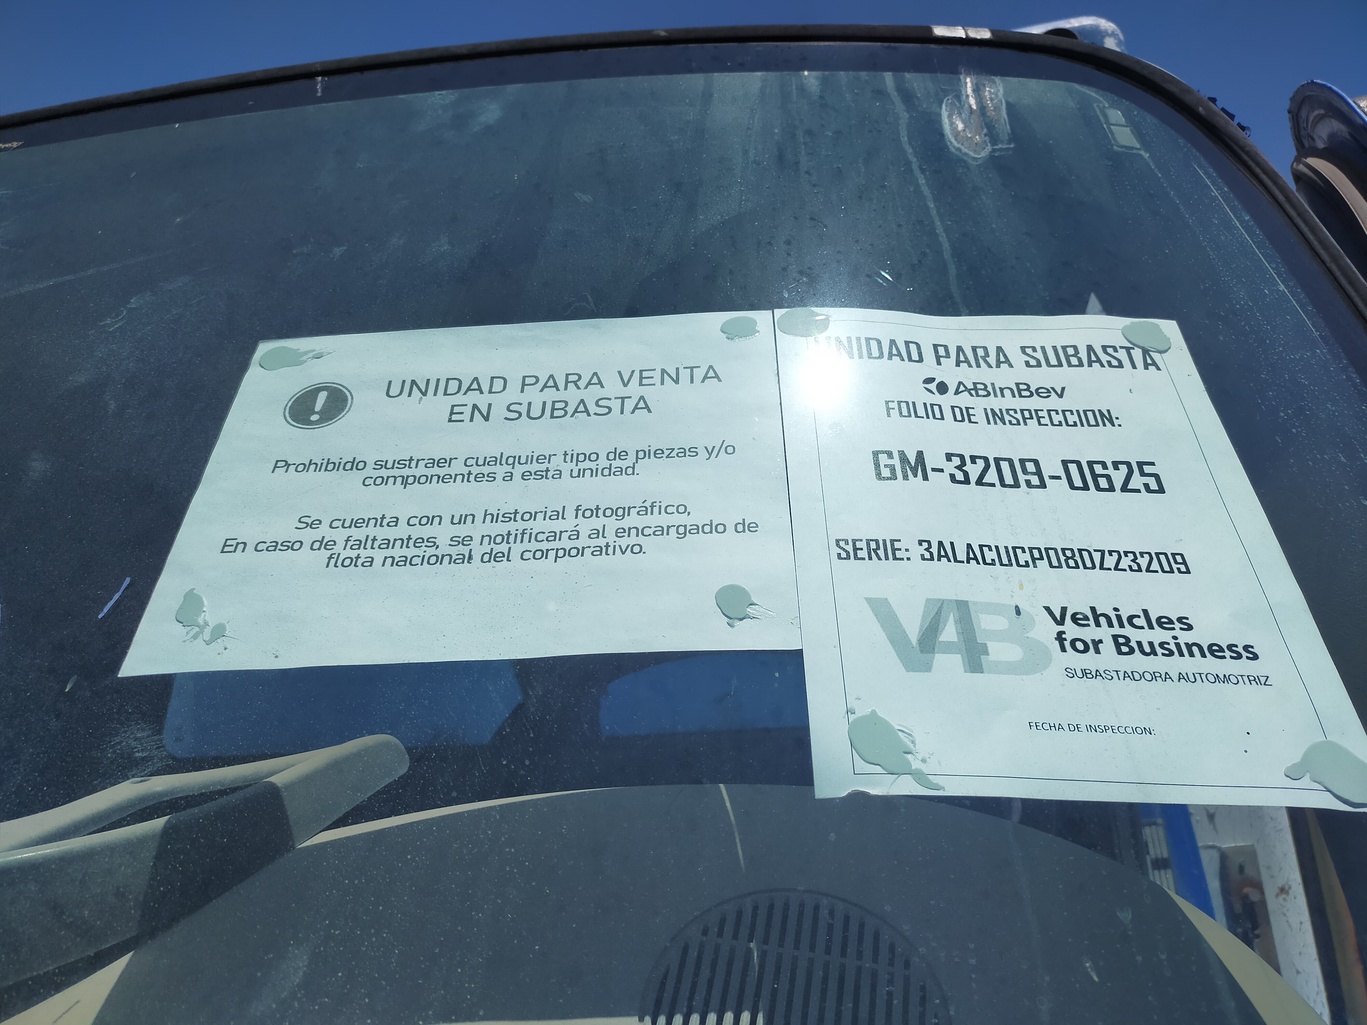 UNIDAD PARA VENTA
EN SUBASTA
Prohibido sustraer cualquier tipo de piezas y/o
componentes a esta unidad.
Se cuenta con un historial fotográfico,
En caso de faltantes, se notificará al encargado de
flota nacional del corporativo.
UNIDAD PARA SUBASTA
ABInBev
FOLIO DE INSPECCION:
GM-3209-0625
SERIE: 3ALACUCP08DZ23209
V4B Vehicles
for Business
SUBASTADORA AUTOMOTRIZ
FECHA DE INSPECCION: